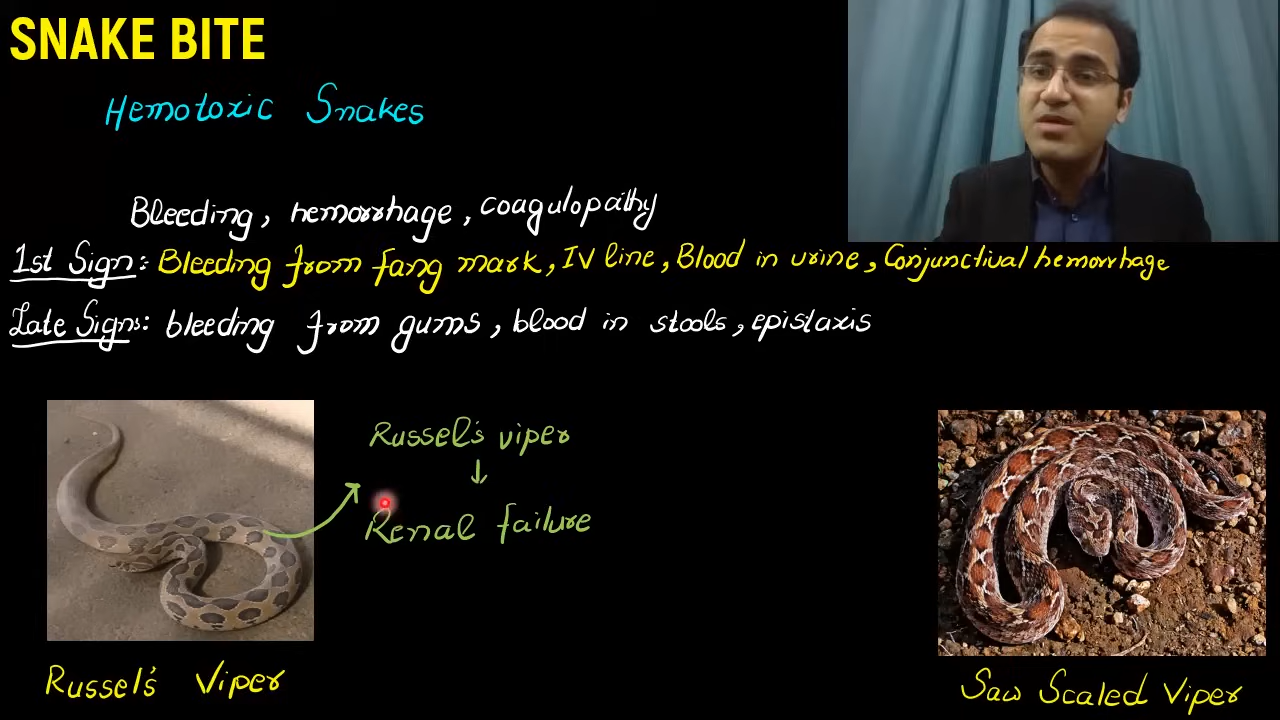 SNAKE BITE
Hemotoxic Snakes
Bleeding, hemorrhage, coagulopathy
1st Sign: Bleeding from fang mark, IV line, Blood in urine, Conjunctival hemorrhage
Late Signs: bleeding from gums, blood in stools, epistaxis
Russel's viper
↓
Renal failure
Russel's Viper
Saw Scaled Viper